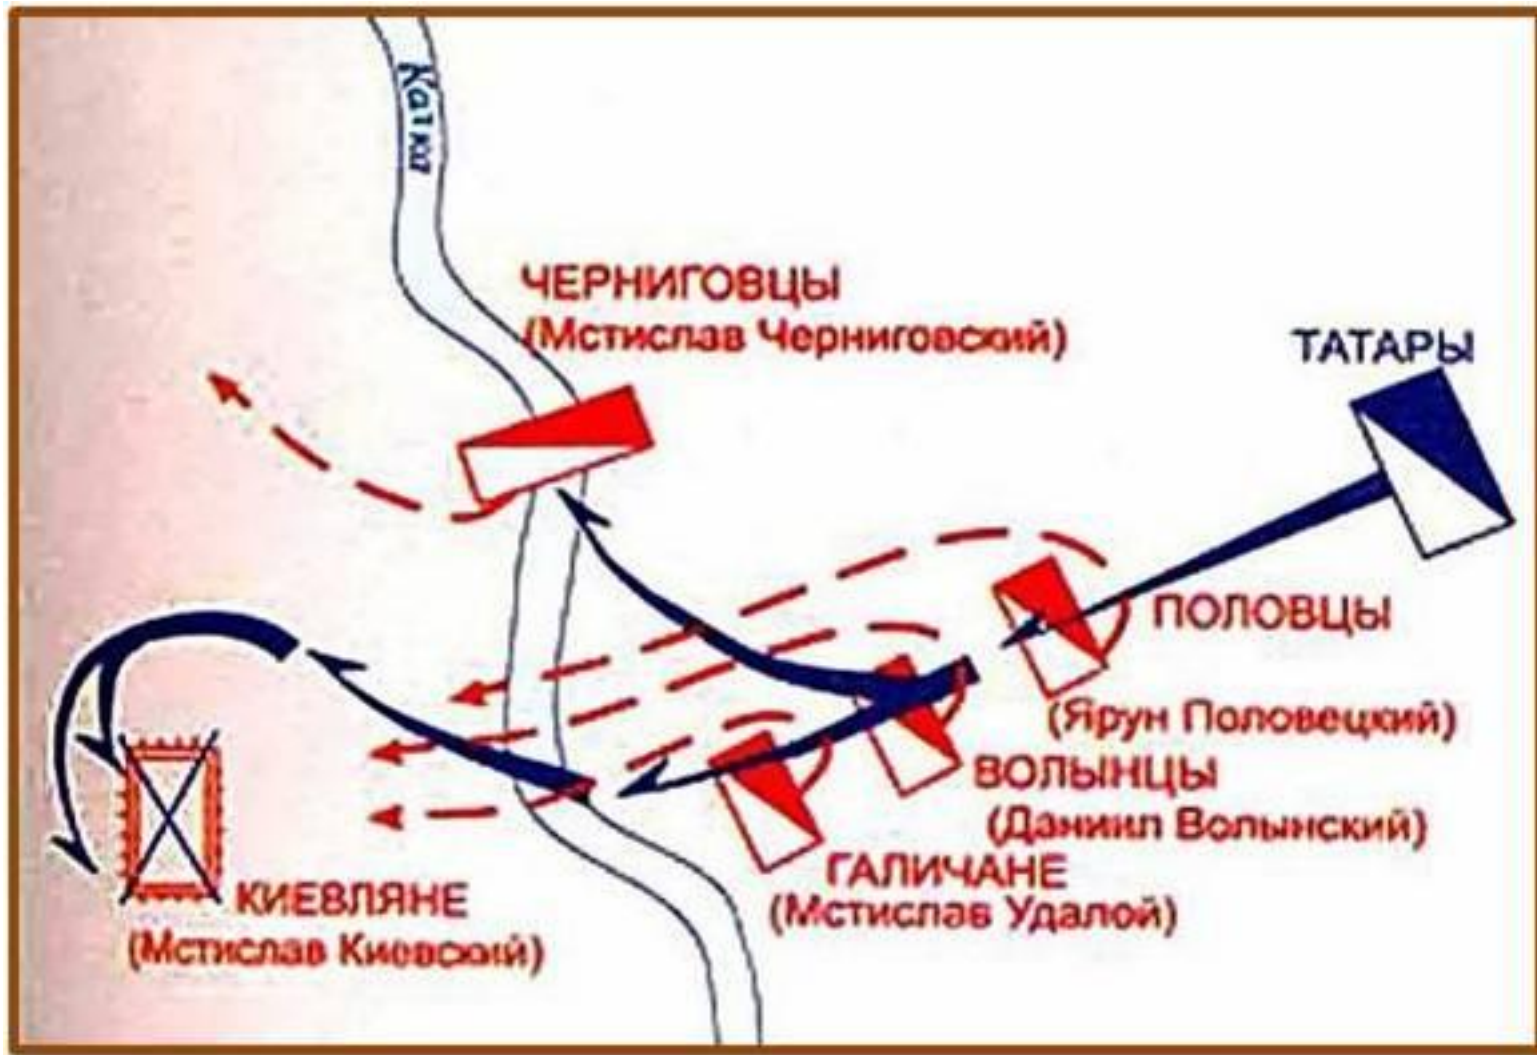 Калка
ЧЕРНИГОВЦЫ
(Мстислав Черниговский)
ТАТАРЫ
ПОЛОВЦЫ
(Ярун Половецкий)
ВОЛЫНЦЫ
(Даниил Волынский)
ГАЛИЧАНЕ
(Мстислав Удалой)
КИЕВЛЯНЕ
(Мстислав Киевский)